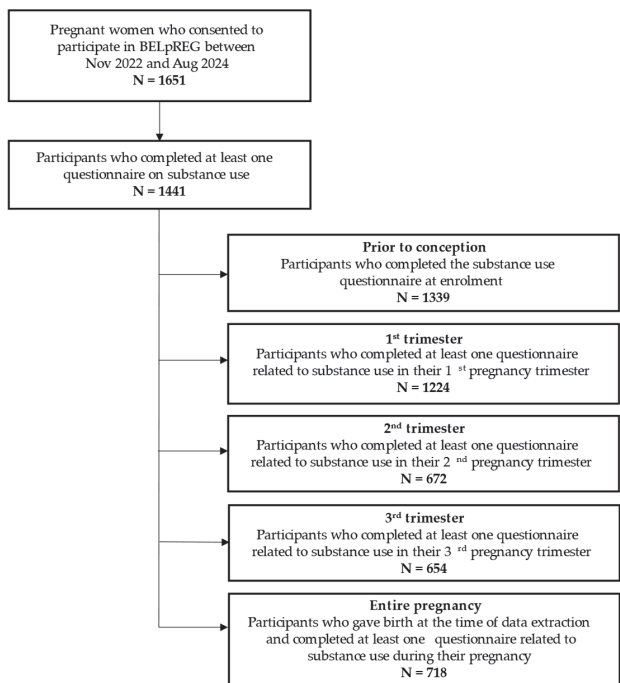 Pregnant women who consented to
participate in BELpREG between
Nov 2022 and Aug 2024
N = 1651
Participants who completed at least one
questionnaire on substance use
N = 1441
Prior to conception
Participants who completed the substance use
questionnaire at enrolment
N = 1339
1st trimester
Participants who completed at least one questionnaire
related to substance use in their 1 st pregnancy trimester
N = 1224
2nd trimester
Participants who completed at least one questionnaire
related to substance use in their 2 nd pregnancy trimester
N = 672
3rd trimester
Participants who completed at least one questionnaire
related to substance use in their 3 rd pregnancy trimester
N = 654
Entire pregnancy
Participants who gave birth at the time of data extraction
and completed at least one questionnaire related to
substance use during their pregnancy
N = 718